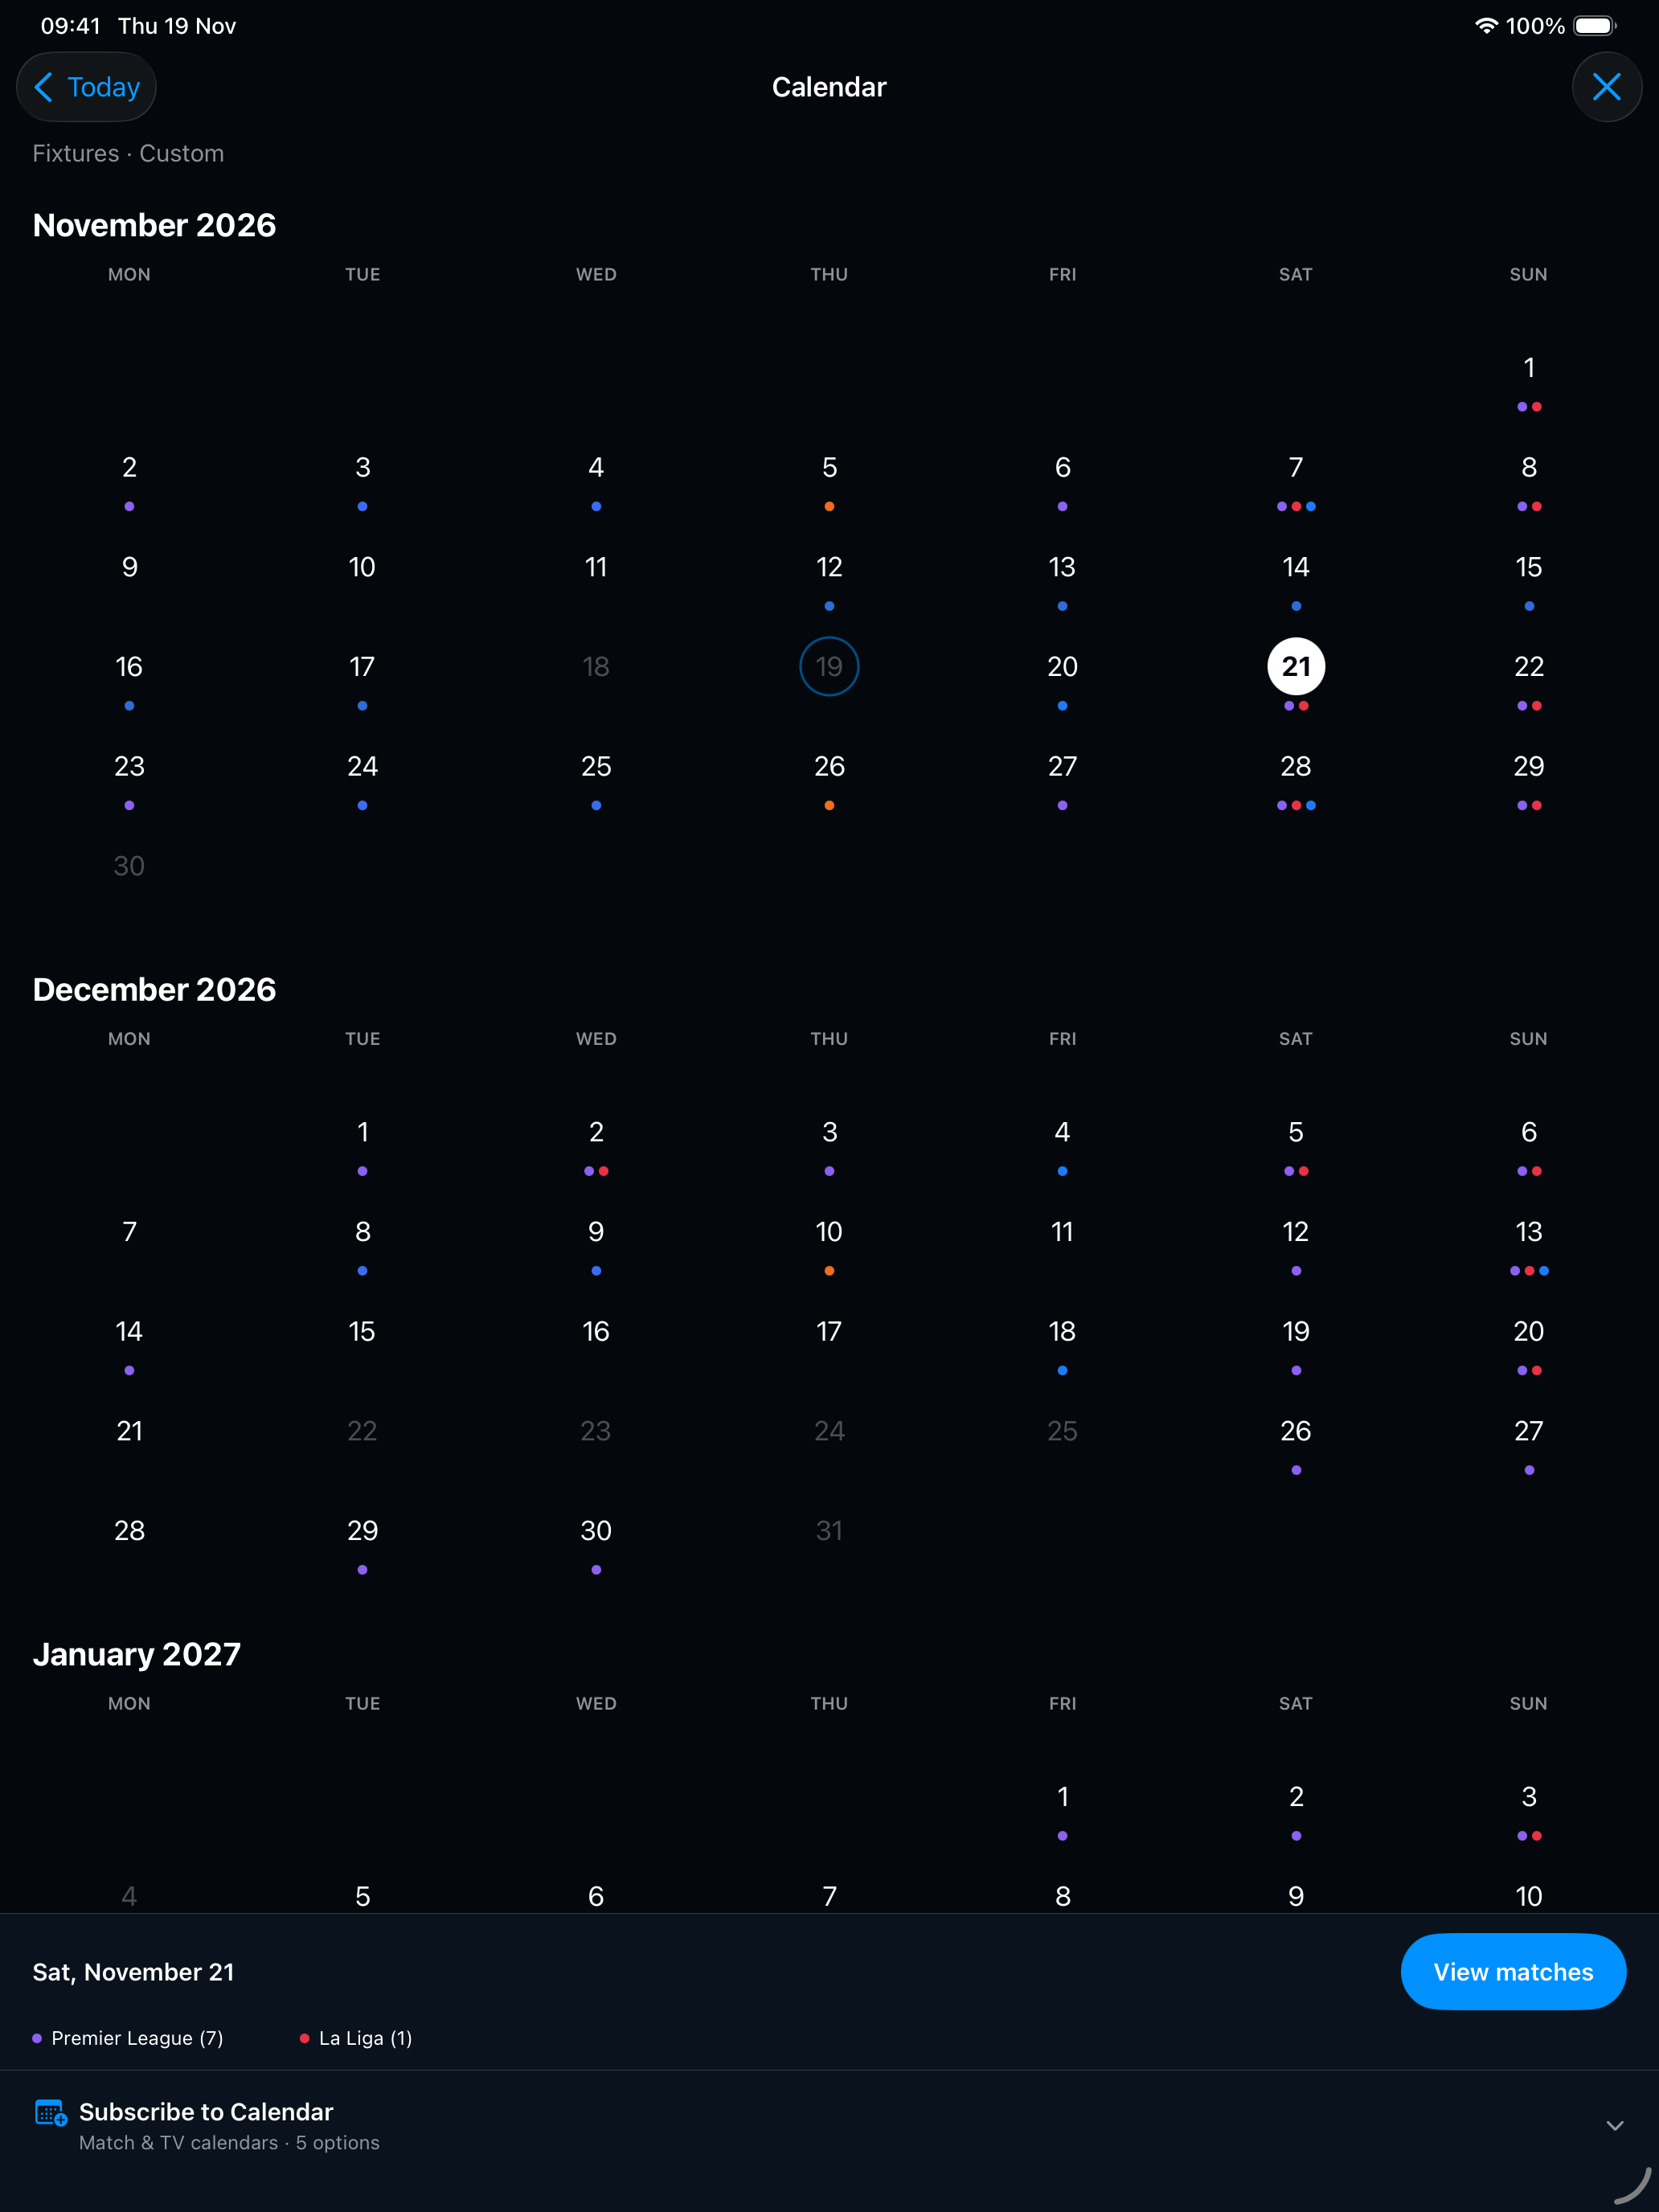 09:41 Thu 19 Nov 100%
Today Calendar
Fixtures · Custom
November 2026
MON TUE WED THU FRI SAT SUN
1
2 3 4 5 6 7 8
9 10 11 12 13 14 15
16 17 18 19 20 21 22
23 24 25 26 27 28 29
30
December 2026
MON TUE WED THU FRI SAT SUN
1 2 3 4 5 6
7 8 9 10 11 12 13
14 15 16 17 18 19 20
21 22 23 24 25 26 27
28 29 30 31
January 2027
MON TUE WED THU FRI SAT SUN
1 2 3
4 5 6 7 8 9 10
Sat, November 21 View matches
Premier League (7) La Liga (1)
Subscribe to Calendar
Match & TV calendars · 5 options